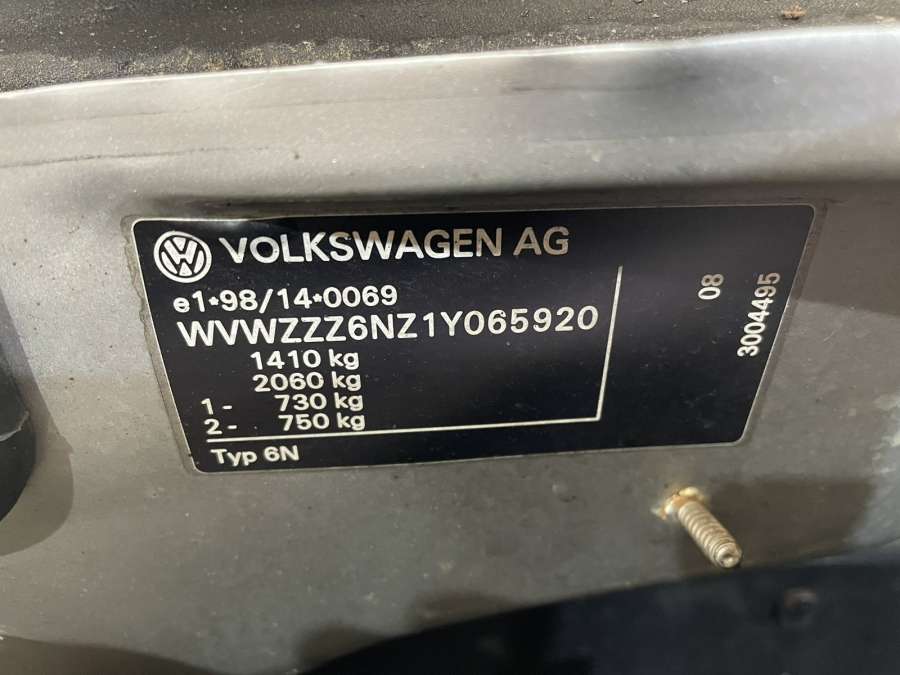 VOLKSWAGEN AG
e1*98/14*0069
WVWZZZ6NZ1Y065920
1410 kg
2060 kg
1- 730 kg
2- 750 kg
Typ 6N
08
3004495